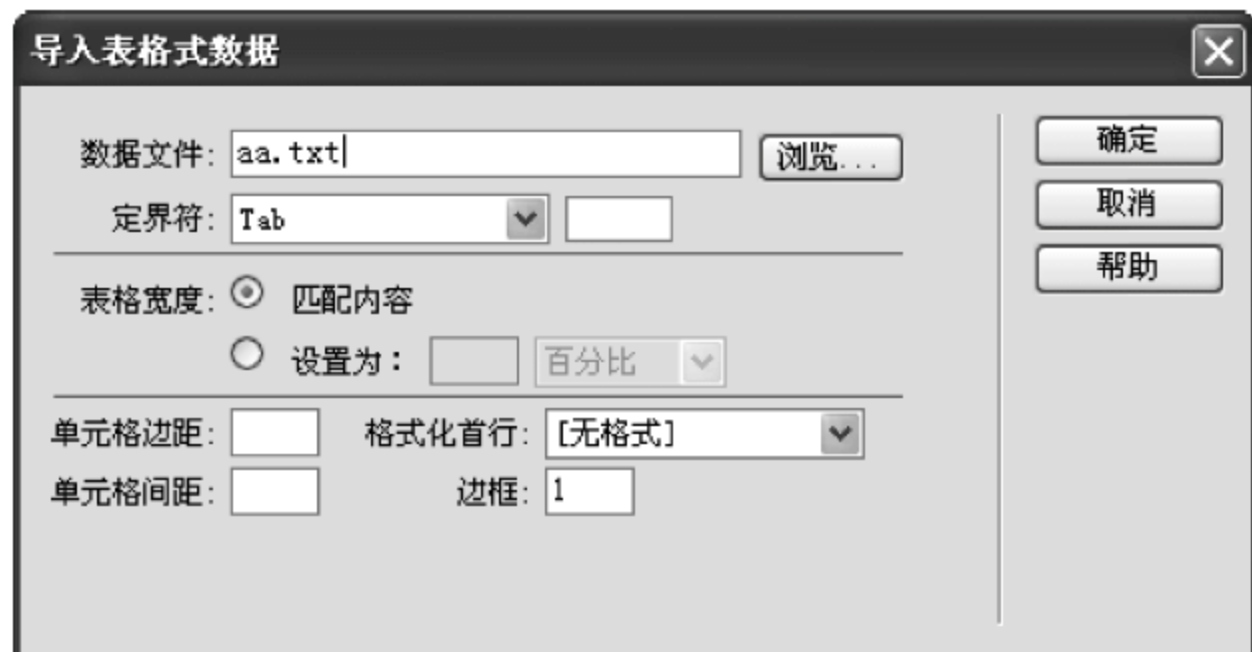 导入表格式数据
数据文件: aa.txt 浏览... 确定
定界符: Tab 取消
帮助
表格宽度: 匹配内容
设置为: 百分比
单元格边距: 格式化首行: [无格式]
单元格间距: 边框: 1